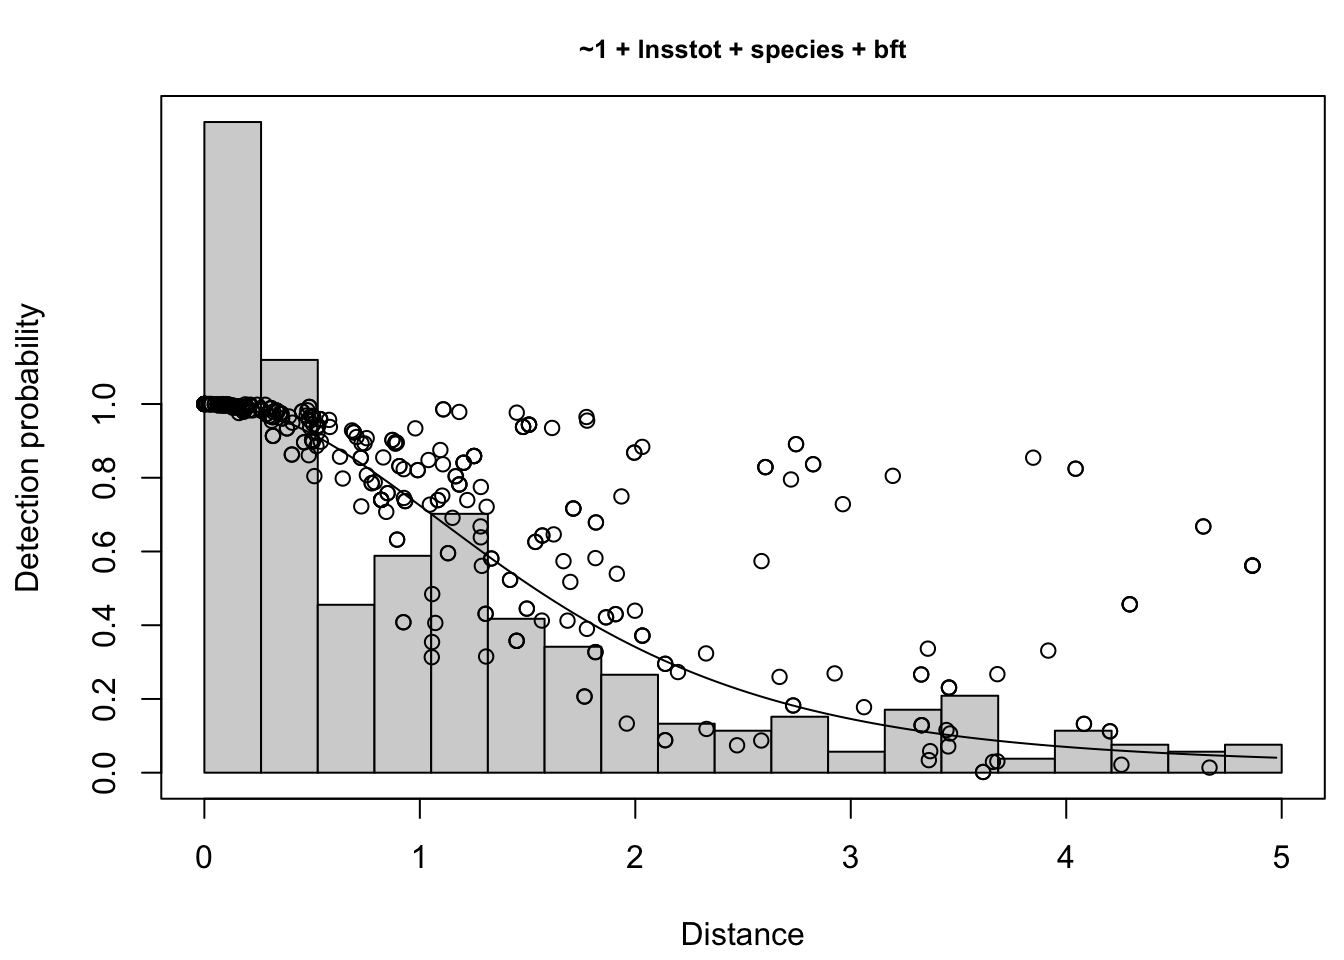 ~1 + lnsstot + species + bft
Detection probability
1.0
0.8
0.6
0.4
0.2
0.0
0 1 2 3 4 5
Distance